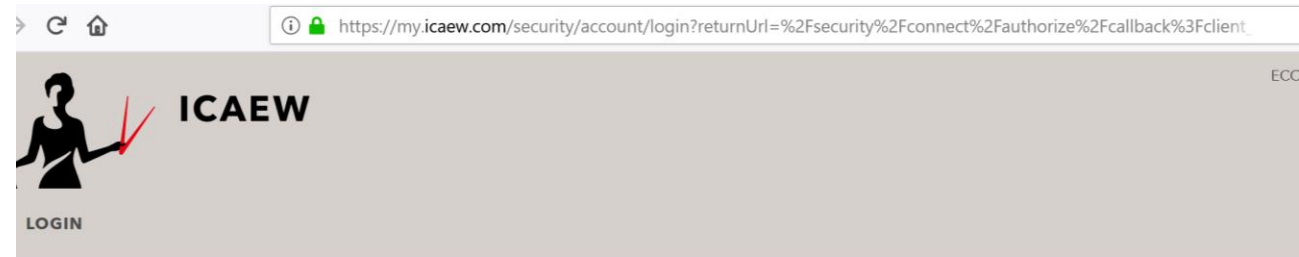 https://my.icaew.com/security/account/login?returnUrl=%2Fsecurity%2Fconnect%2Fauthorize%2Fcallback%3Fclient_
ECC
ICAEW
LOGIN